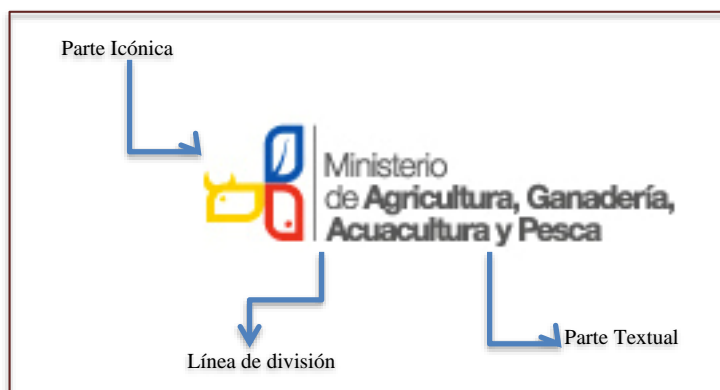 Parte Icónica
Ministerio
de Agricultura, Ganadería,
Acuacultura y Pesca
Parte Textual
Línea de división